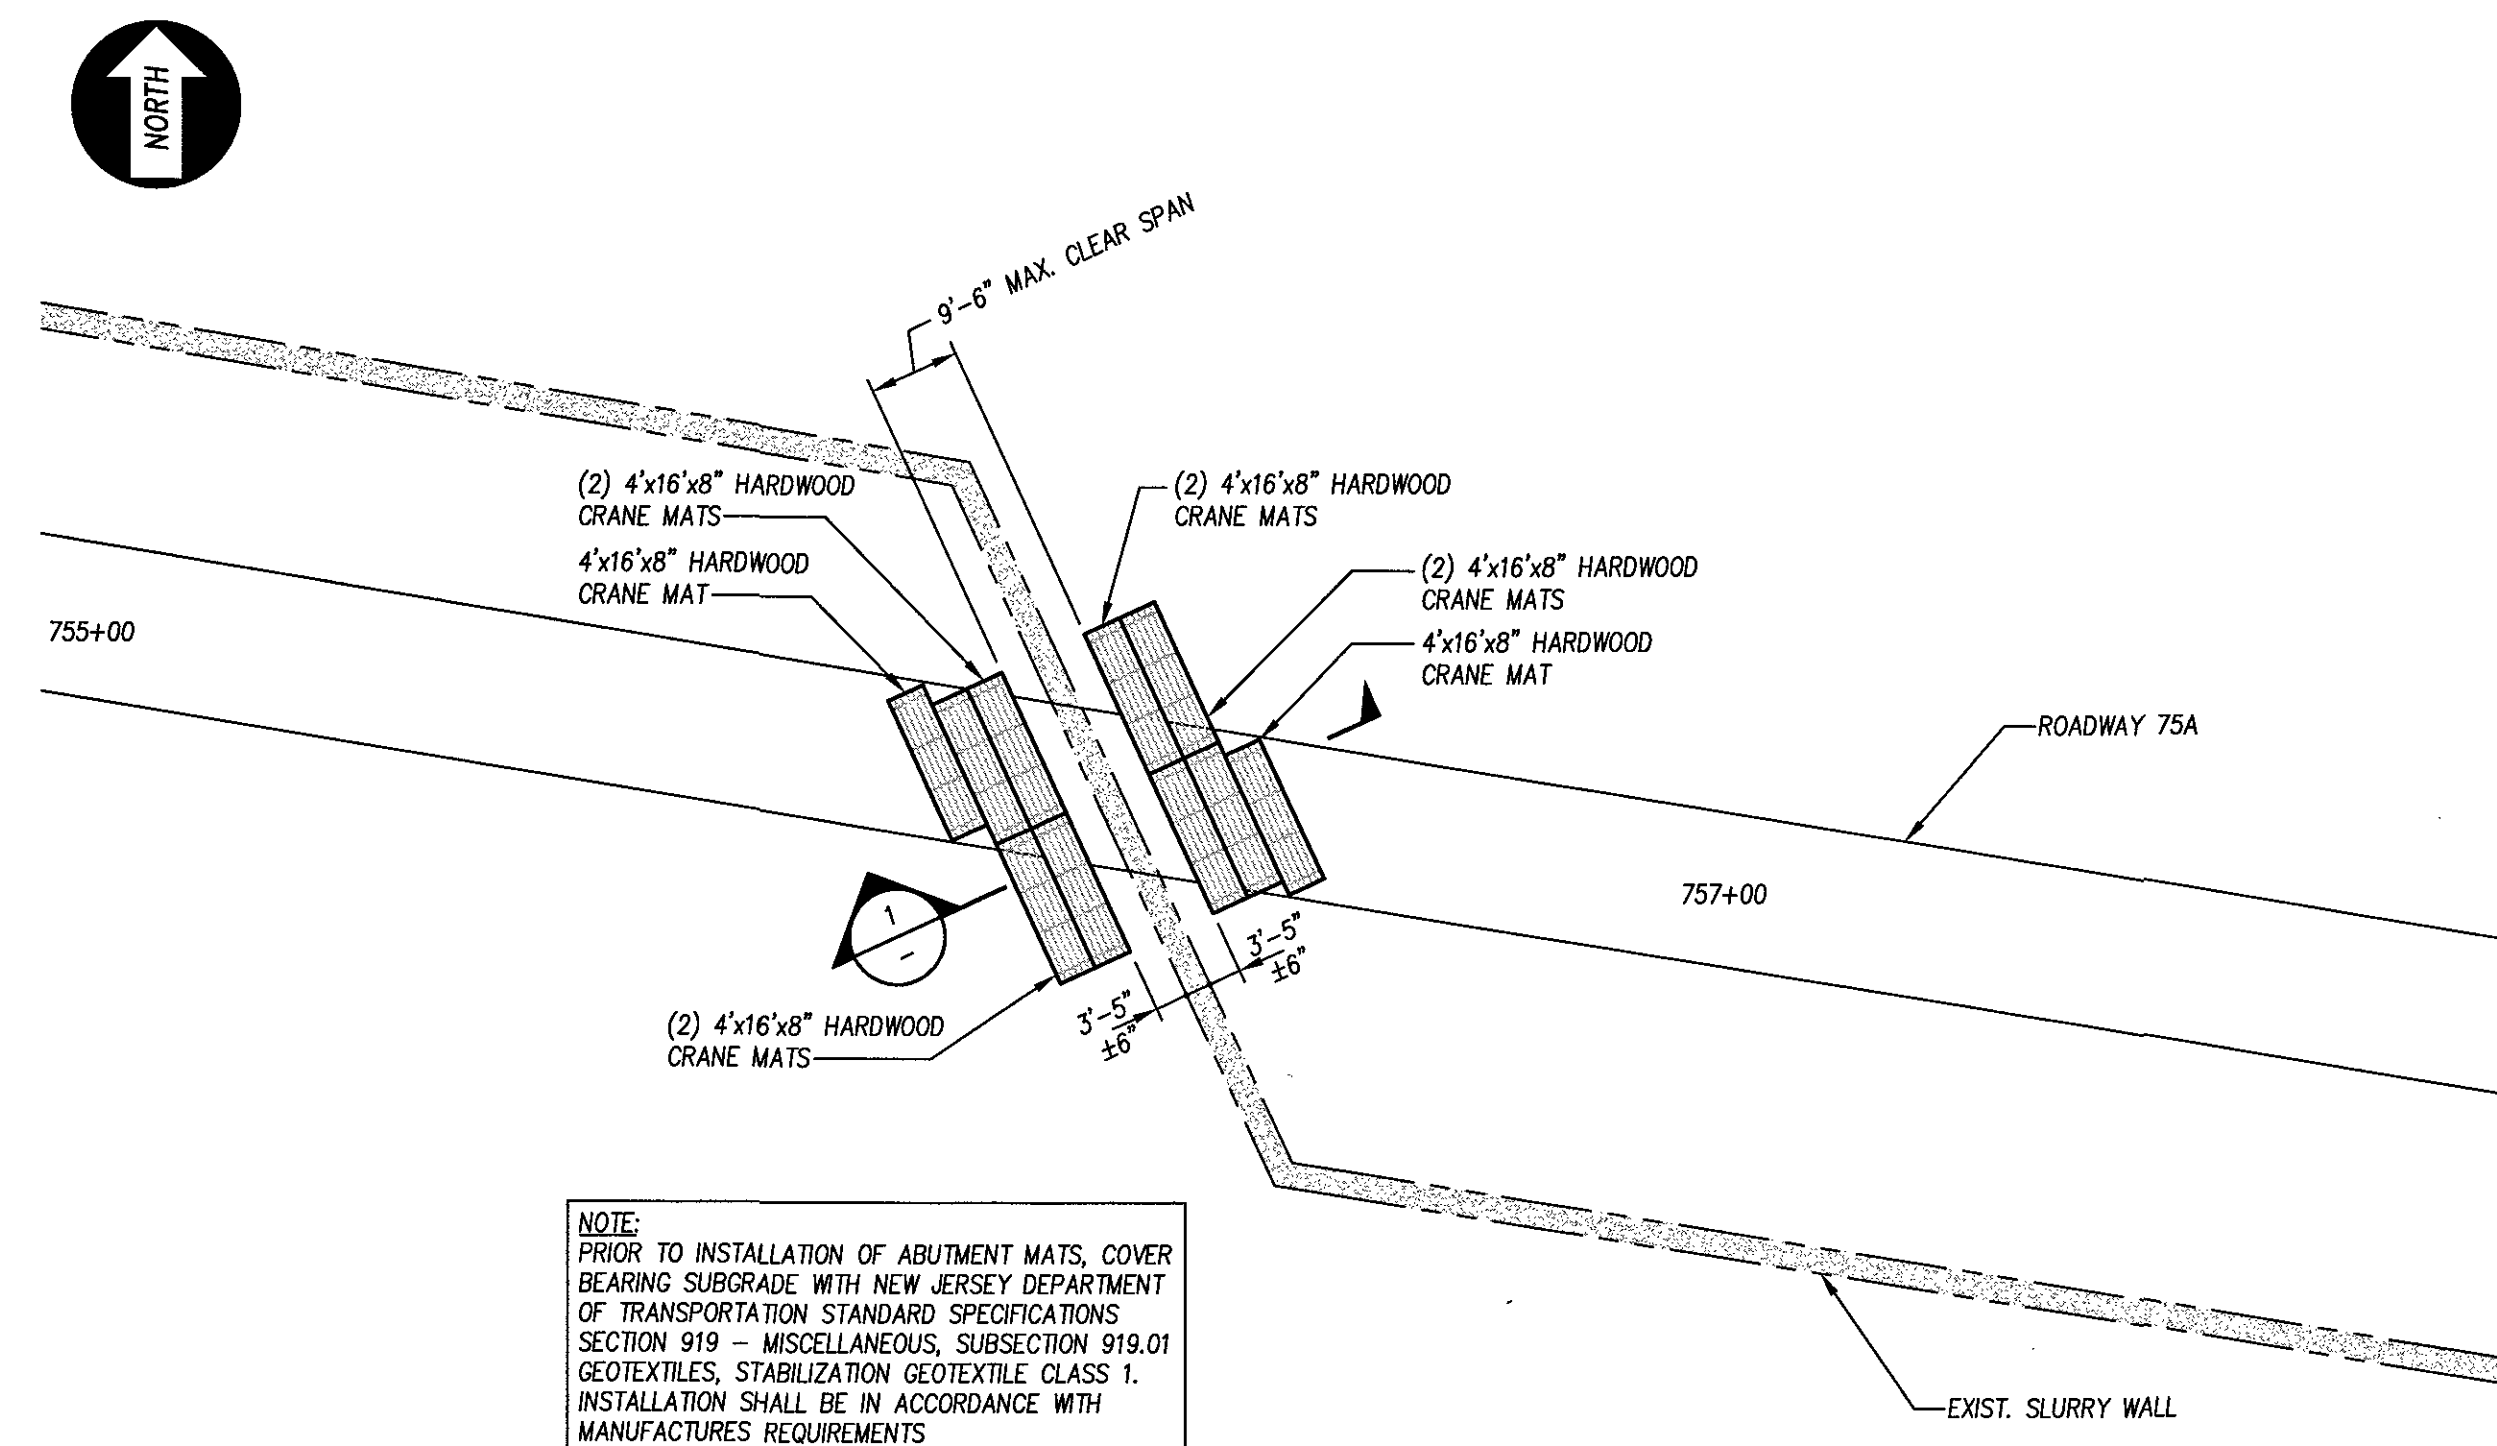 NORTH
9'-6" MAX. CLEAR SPAN
(2) 4'x16'x8" HARDWOOD
CRANE MATS
4'x16'x8" HARDWOOD
CRANE MAT
(2) 4'x16'x8" HARDWOOD
CRANE MATS
(2) 4'x16'x8" HARDWOOD
CRANE MATS
4'x16'x8" HARDWOOD
CRANE MAT
755+00
ROADWAY 75A
757+00
1
–
3'-5"
±6"
3'-5"
±6"
(2) 4'x16'x8" HARDWOOD
CRANE MATS
NOTE:
PRIOR TO INSTALLATION OF ABUTMENT MATS, COVER
BEARING SUBGRADE WITH NEW JERSEY DEPARTMENT
OF TRANSPORTATION STANDARD SPECIFICATIONS
SECTION 919 – MISCELLANEOUS, SUBSECTION 919.01
GEOTEXTILES, STABILIZATION GEOTEXTILE CLASS 1.
INSTALLATION SHALL BE IN ACCORDANCE WITH
MANUFACTURES REQUIREMENTS
EXIST. SLURRY WALL